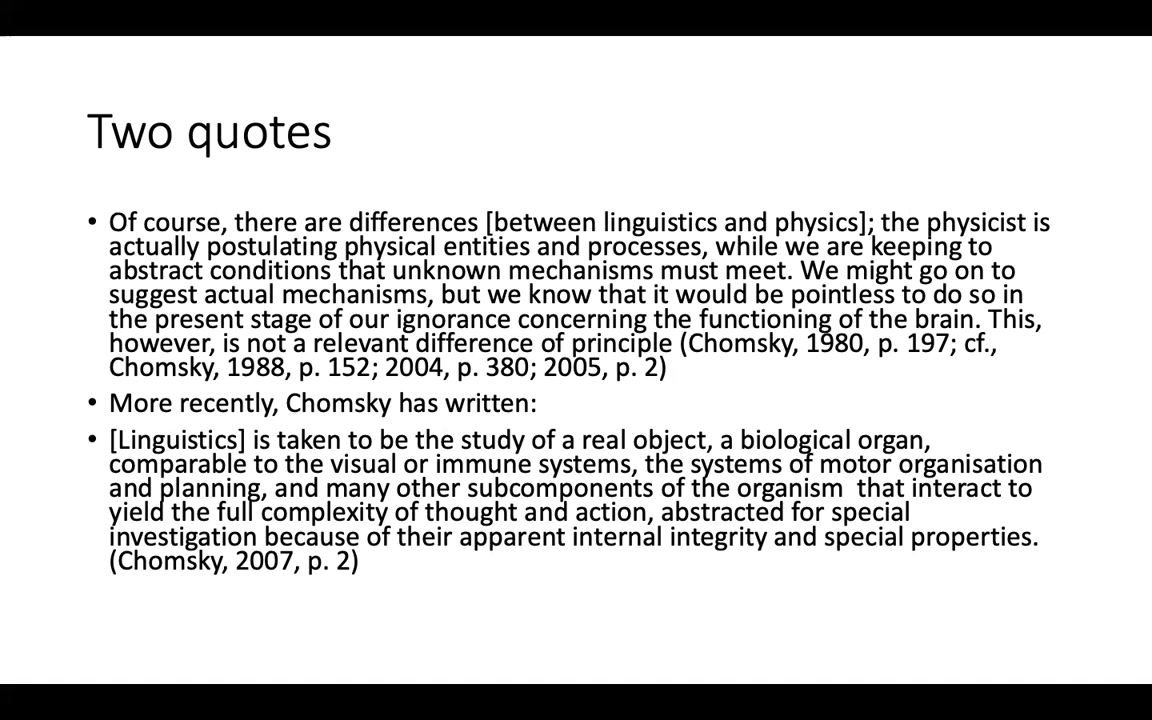 Two quotes
• Of course, there are differences [between linguistics and physics]; the physicist is
actually postulating physical entities and processes, while we are keeping to
abstract conditions that unknown mechanisms must meet. We might go on to
suggest actual mechanisms, but we know that it would be pointless to do so in
the present stage of our ignorance concerning the functioning of the brain. This,
however, is not a relevant difference of principle (Chomsky, 1980, p. 197; cf.,
Chomsky, 1988, p. 152; 2004, p. 380; 2005, p. 2)
• More recently, Chomsky has written:
• [Linguistics] is taken to be the study of a real object, a biological organ,
comparable to the visual or immune systems, the systems of motor organisation
and planning, and many other subcomponents of the organism  that interact to
yield the full complexity of thought and action, abstracted for special
investigation because of their apparent internal integrity and special properties.
(Chomsky, 2007, p. 2)